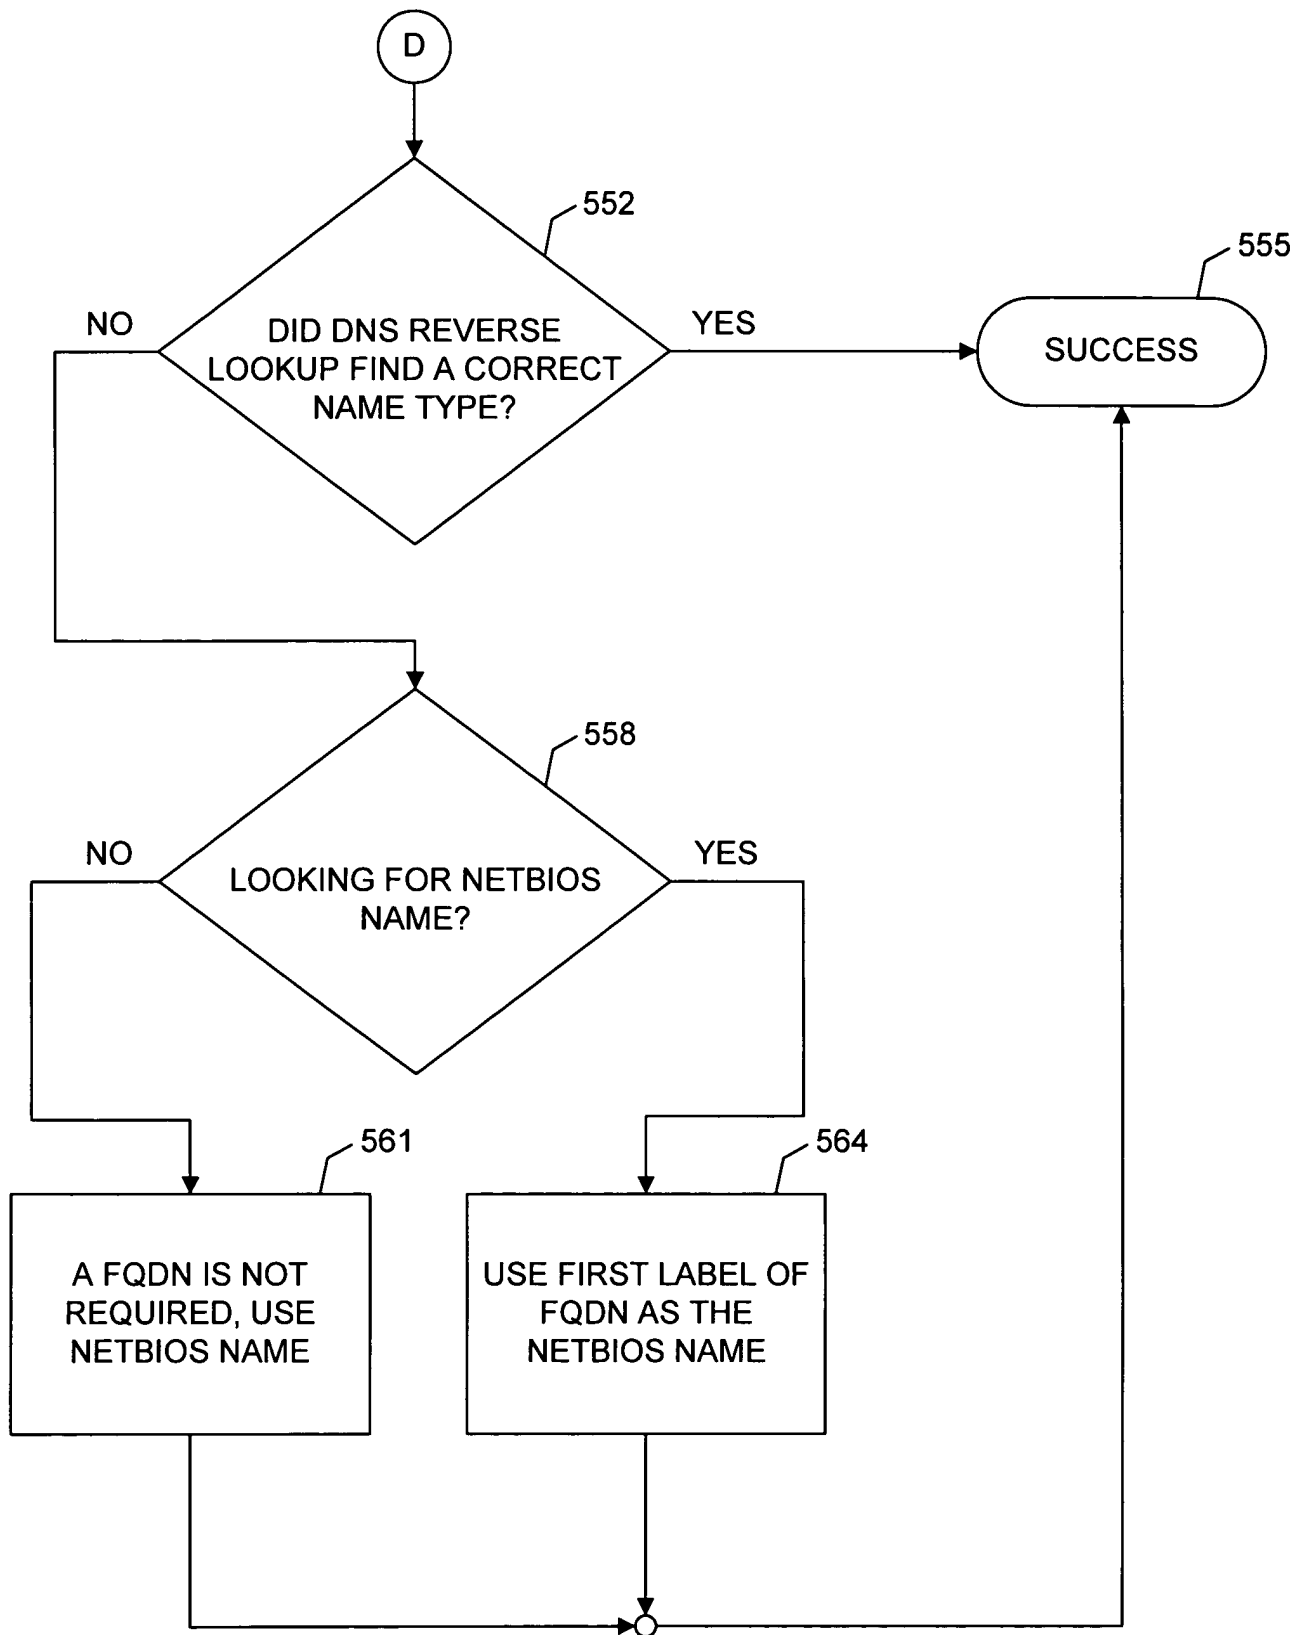 D
552
555
NO
YES
DID DNS REVERSE
LOOKUP FIND A CORRECT
NAME TYPE?
SUCCESS
558
NO
YES
LOOKING FOR NETBIOS
NAME?
561
564
A FQDN IS NOT
REQUIRED, USE
NETBIOS NAME
USE FIRST LABEL OF
FQDN AS THE
NETBIOS NAME